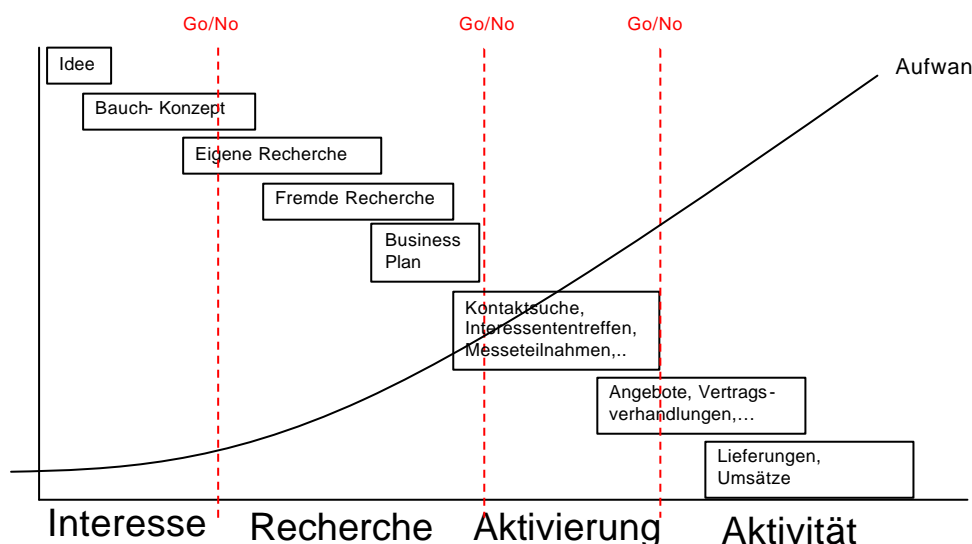 Go/No
Go/No
Go/No
Idee
Aufwan
Bauch- Konzept
Eigene Recherche
Fremde Recherche
Business
Plan
Kontaktsuche,
Interessententreffen,
Messeteilnahmen,..
Angebote, Vertrags-
verhandlungen,...
Lieferungen,
Umsätze
Interesse
Recherche
Aktivierung
Aktivität